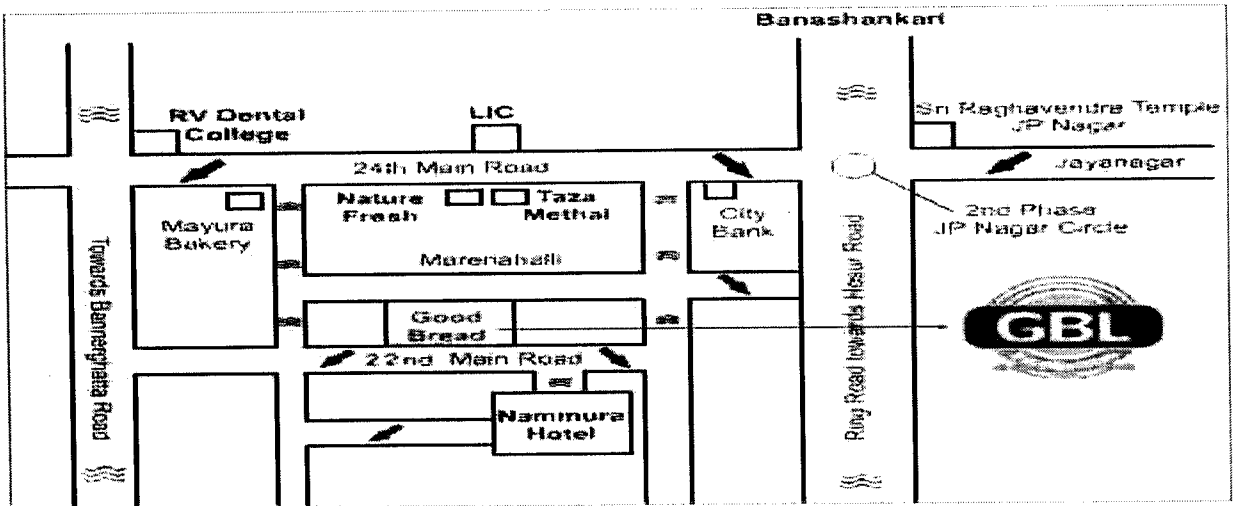 Banashankari
RV Dental
College
LIC
Sri Raghavendra Temple
JP Nagar
24th Main Road
Jayanagar
Mayura
Bakery
Nature
Fresh
Taza
Methai
City
Bank
2nd Phase
JP Nagar Circle
Marenahalli
Towards Bannerghatta Road
Ring Road towards Hosur Road
Good
Bread
GBL
22nd Main Road
Nammura
Hotel